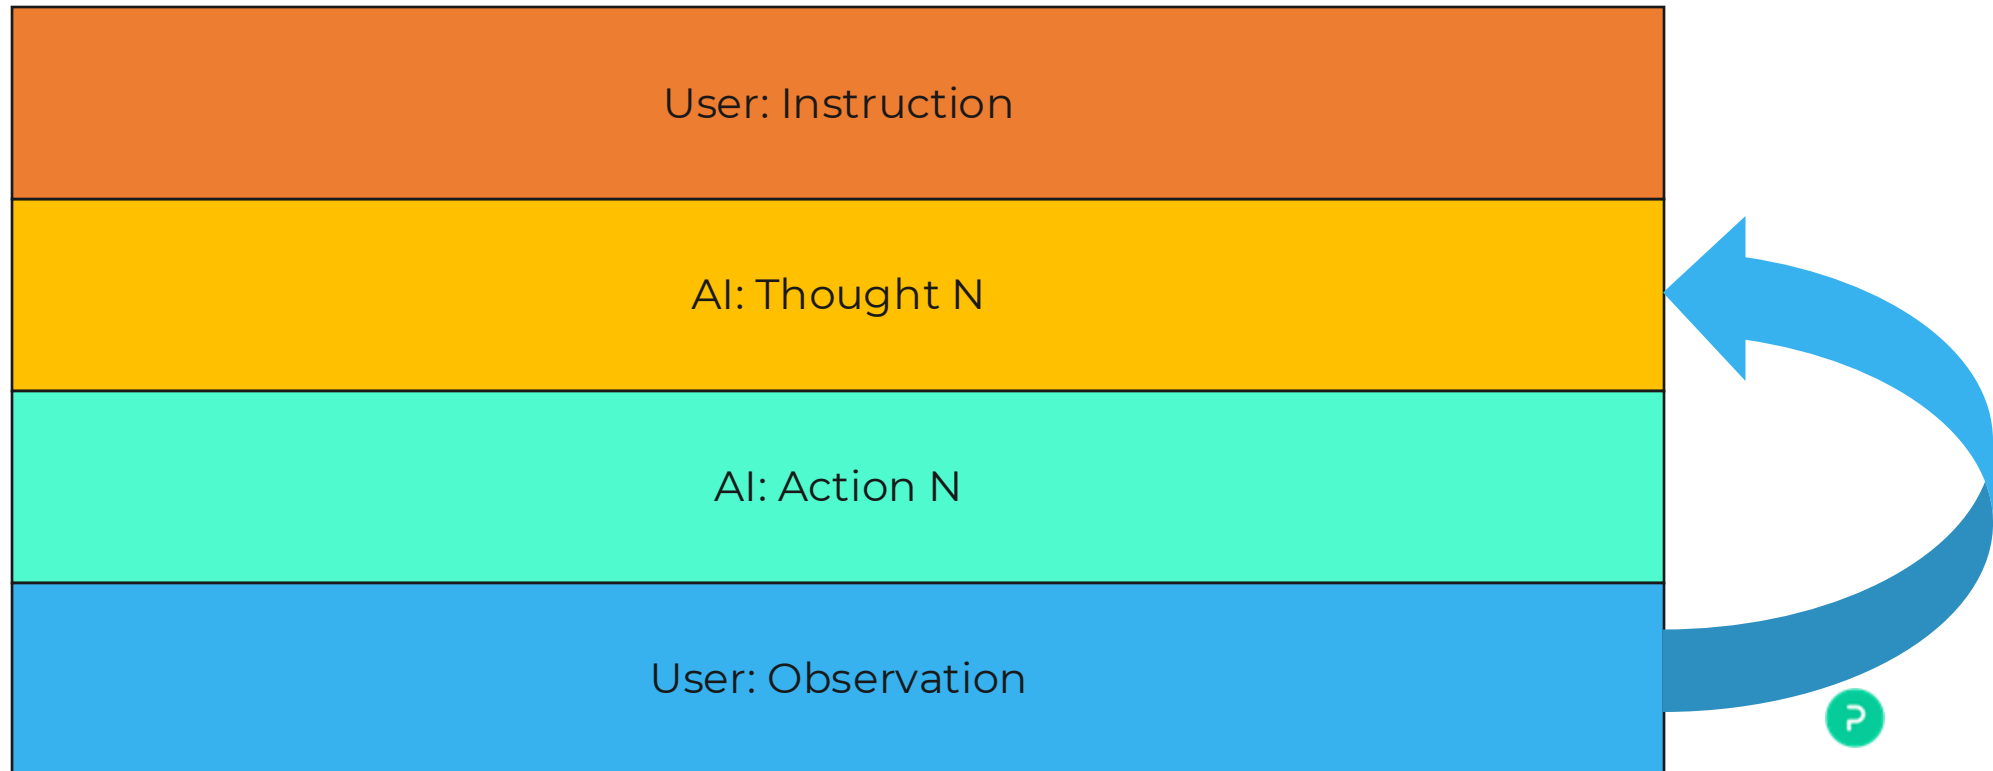 User: Instruction
AI: Thought N
AI: Action N
User: Observation